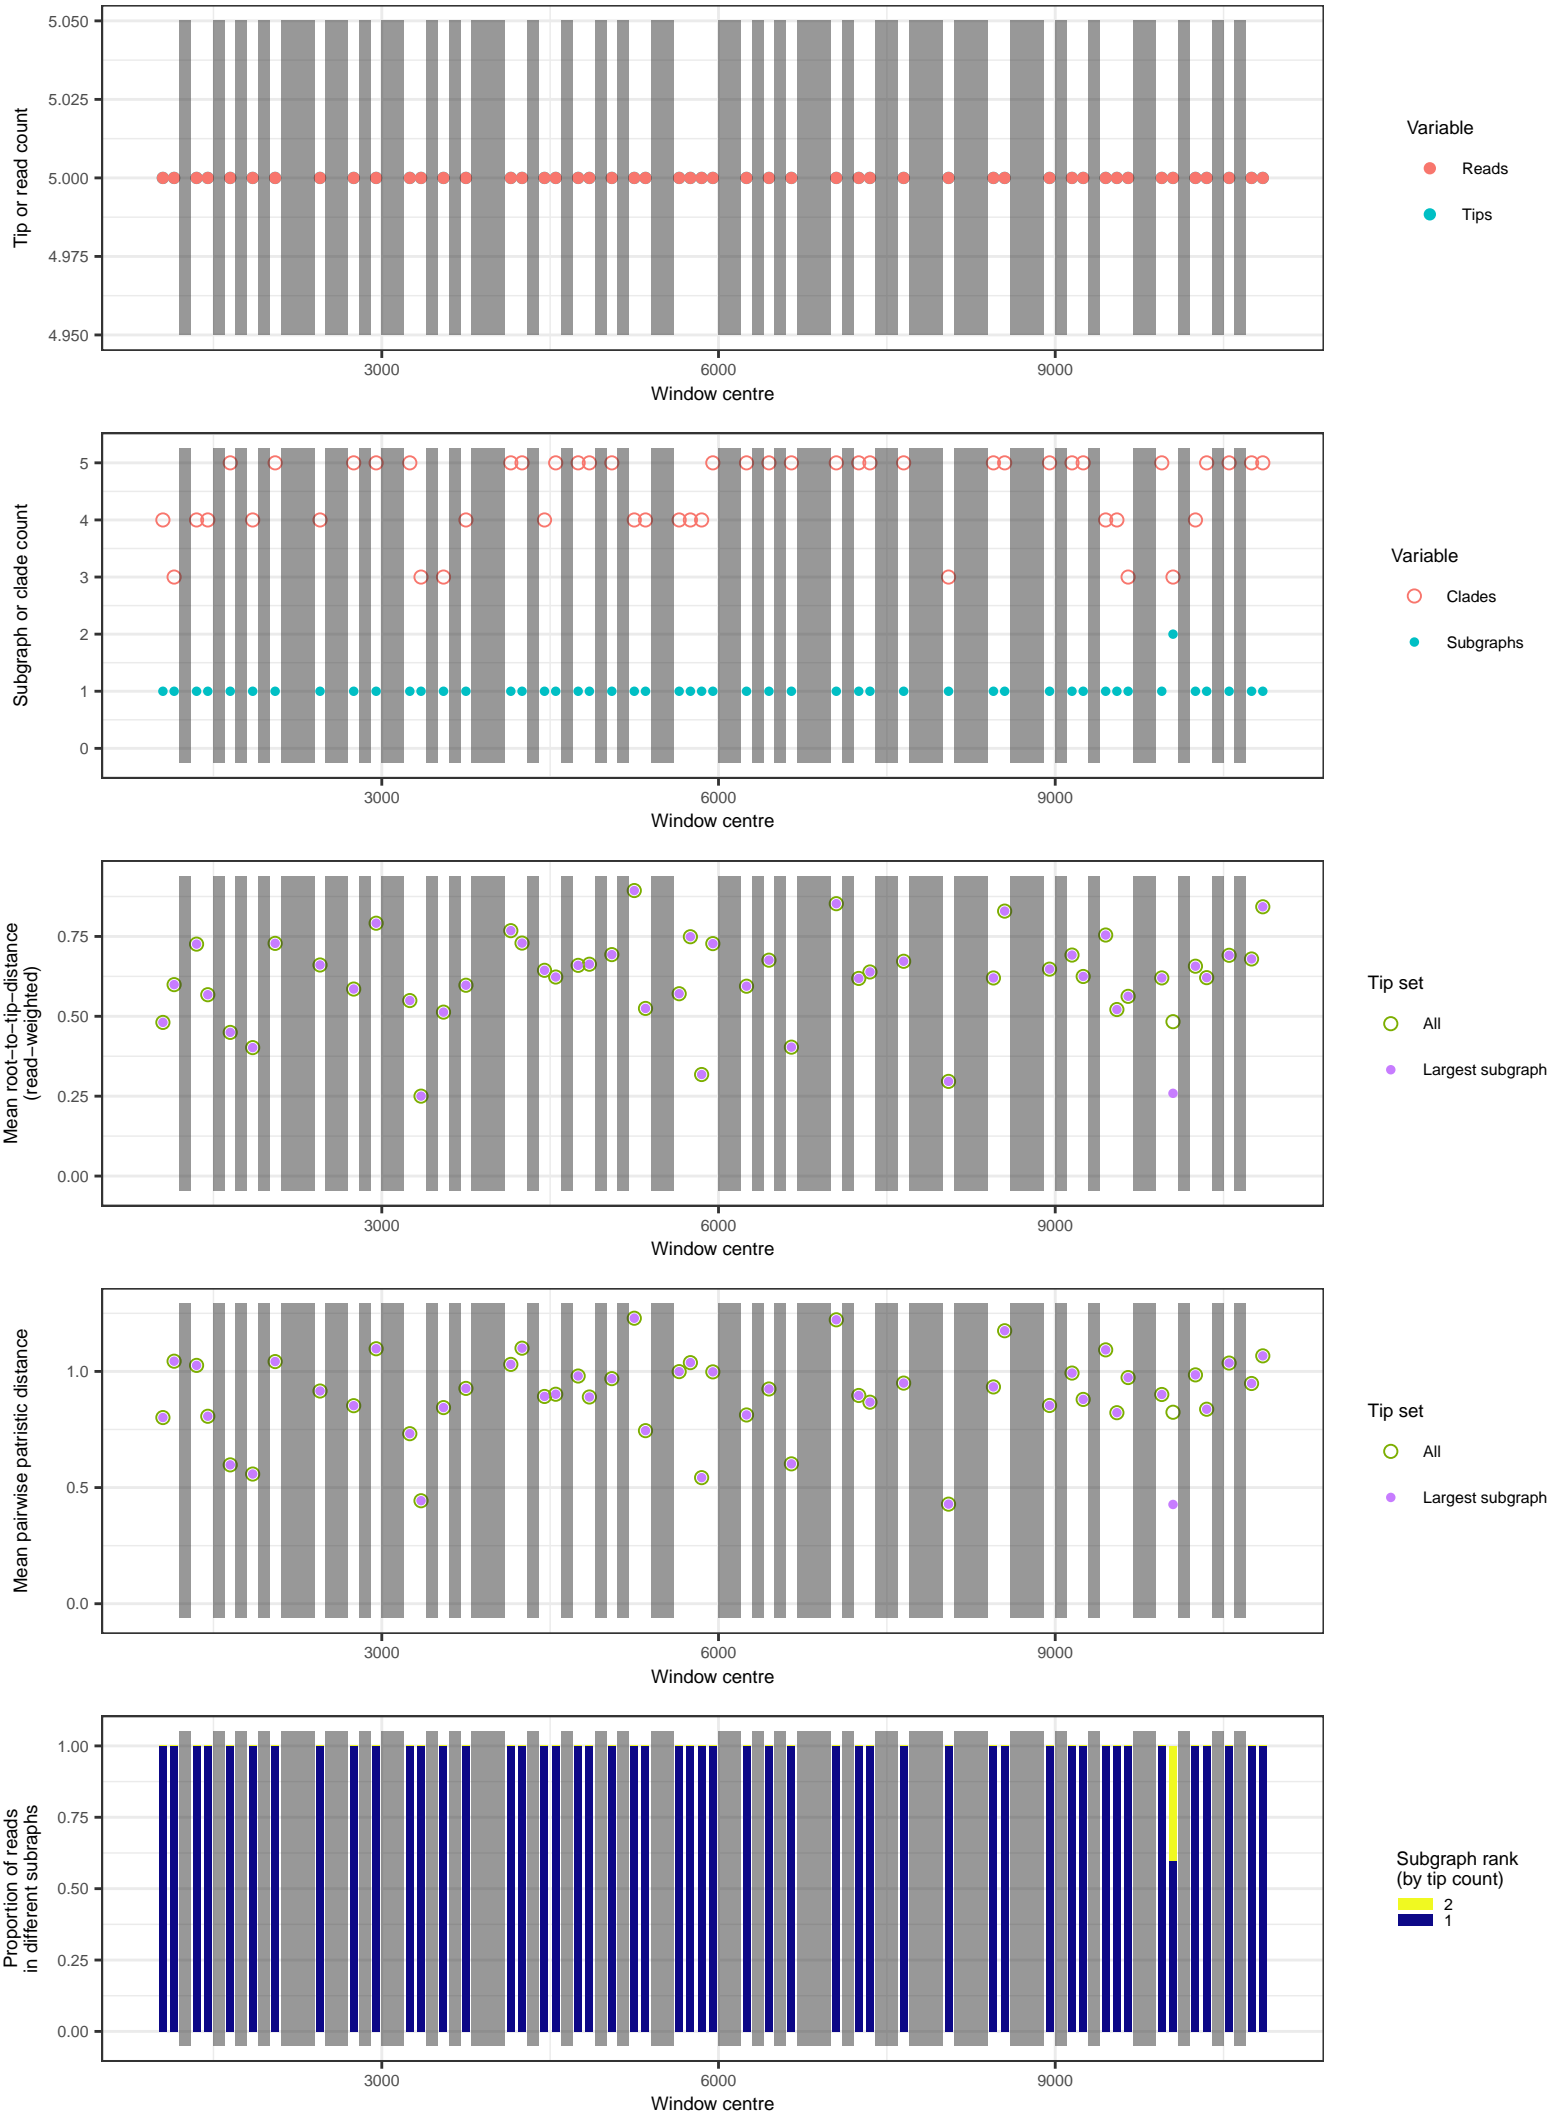 5.050
5.025
5.000
4.975
4.950
Tip or read count
3000 6000 9000
Window centre
Variable
Reads
Tips
5
4
3
2
1
0
Subgraph or clade count
3000 6000 9000
Window centre
Variable
Clades
Subgraphs
0.75
0.50
0.25
0.00
Mean root−to−tip−distance
(read−weighted)
3000 6000 9000
Window centre
Tip set
All
Largest subgraph
1.0
0.5
0.0
Mean pairwise patristic distance
3000 6000 9000
Window centre
Tip set
All
Largest subgraph
1.00
0.75
0.50
0.25
0.00
Proportion of reads
in different subraphs
3000 6000 9000
Window centre
Subgraph rank
(by tip count)
2
1